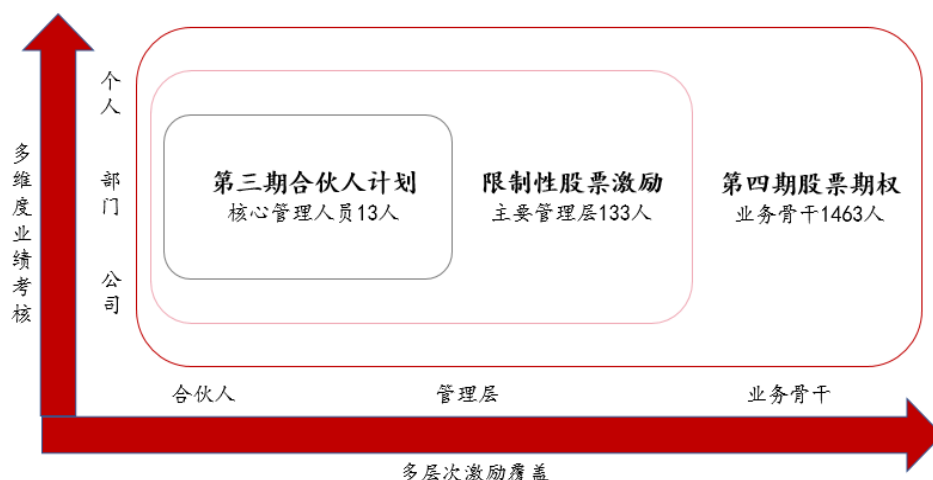 多维度业绩考核
个人
部门
公司
第三期合伙人计划
核心管理人员13人
限制性股票激励
主要管理层133人
第四期股票期权
业务骨干1463人
合伙人
管理层
业务骨干
多层次激励覆盖